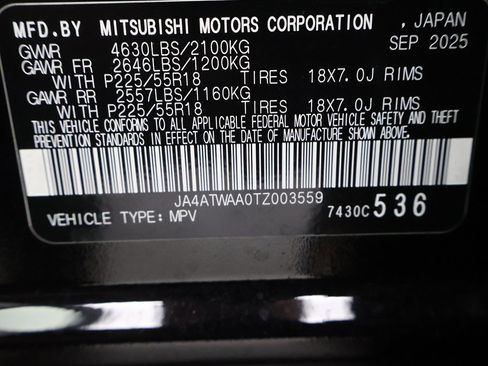 MFD.BY MITSUBISHI MOTORS CORPORATION , JAPAN
GVWR 4630LBS/2100KG SEP 2025
GAWR FR 2646LBS/1200KG
WITH P225/55R18 TIRES 18X7.0J RIMS
GAWR RR 2557LBS/1160KG
WITH P225/55R18 TIRES 18X7.0J RIMS
THIS VEHICLE CONFORMS TO ALL APPLICABLE FEDERAL MOTOR VEHICLE SAFETY AND THEFT
PREVENTION STANDARDS IN EFFECT ON THE DATE OF MANUFACTURE SHOWN ABOVE.
JA4ATWAA0TZ003559
VEHICLE TYPE: MPV 7430C 536